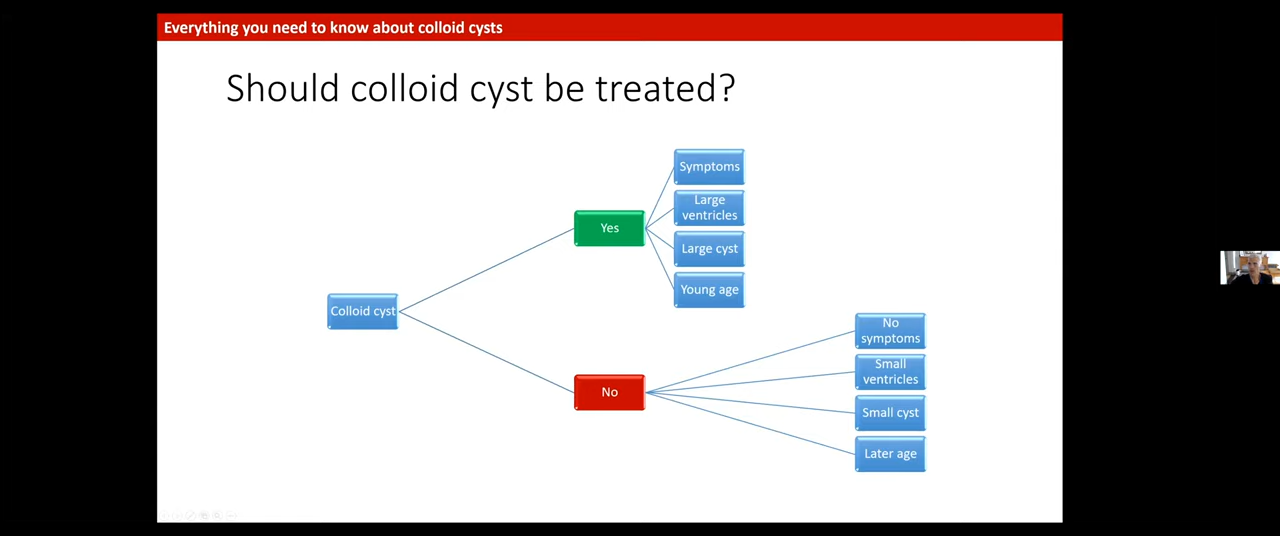 Everything you need to know about colloid cysts
Should colloid cyst be treated?
Symptoms
Large
ventricles
Yes
Large cyst
Young age
Colloid cyst
No
symptoms
Small
ventricles
No
Small cyst
Later age